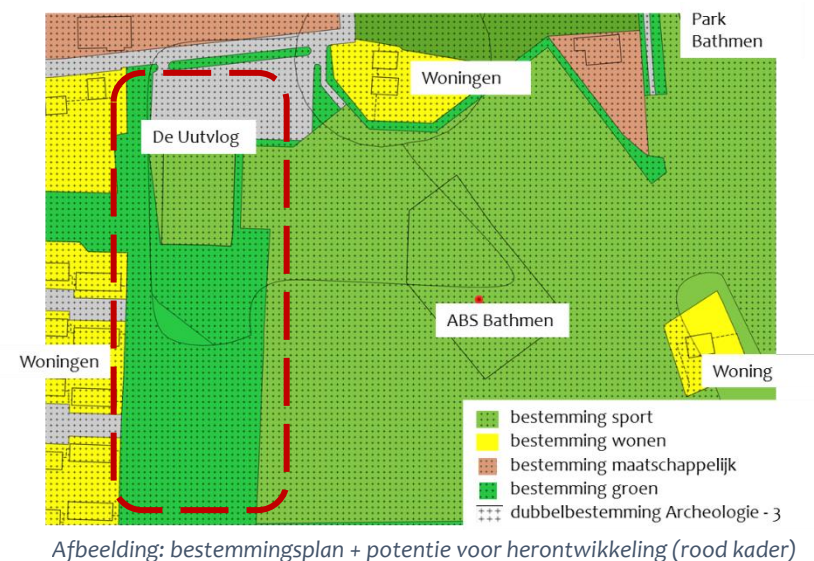 Park
Bathmen
Woningen
De Uutvlog
ABS Bathmen
Woningen
Woning
bestemming sport
bestemming wonen
bestemming maatschappelijk
bestemming groen
dubbelbestemming Archeologie - 3
Afbeelding: bestemmingsplan + potentie voor herontwikkeling (rood kader)